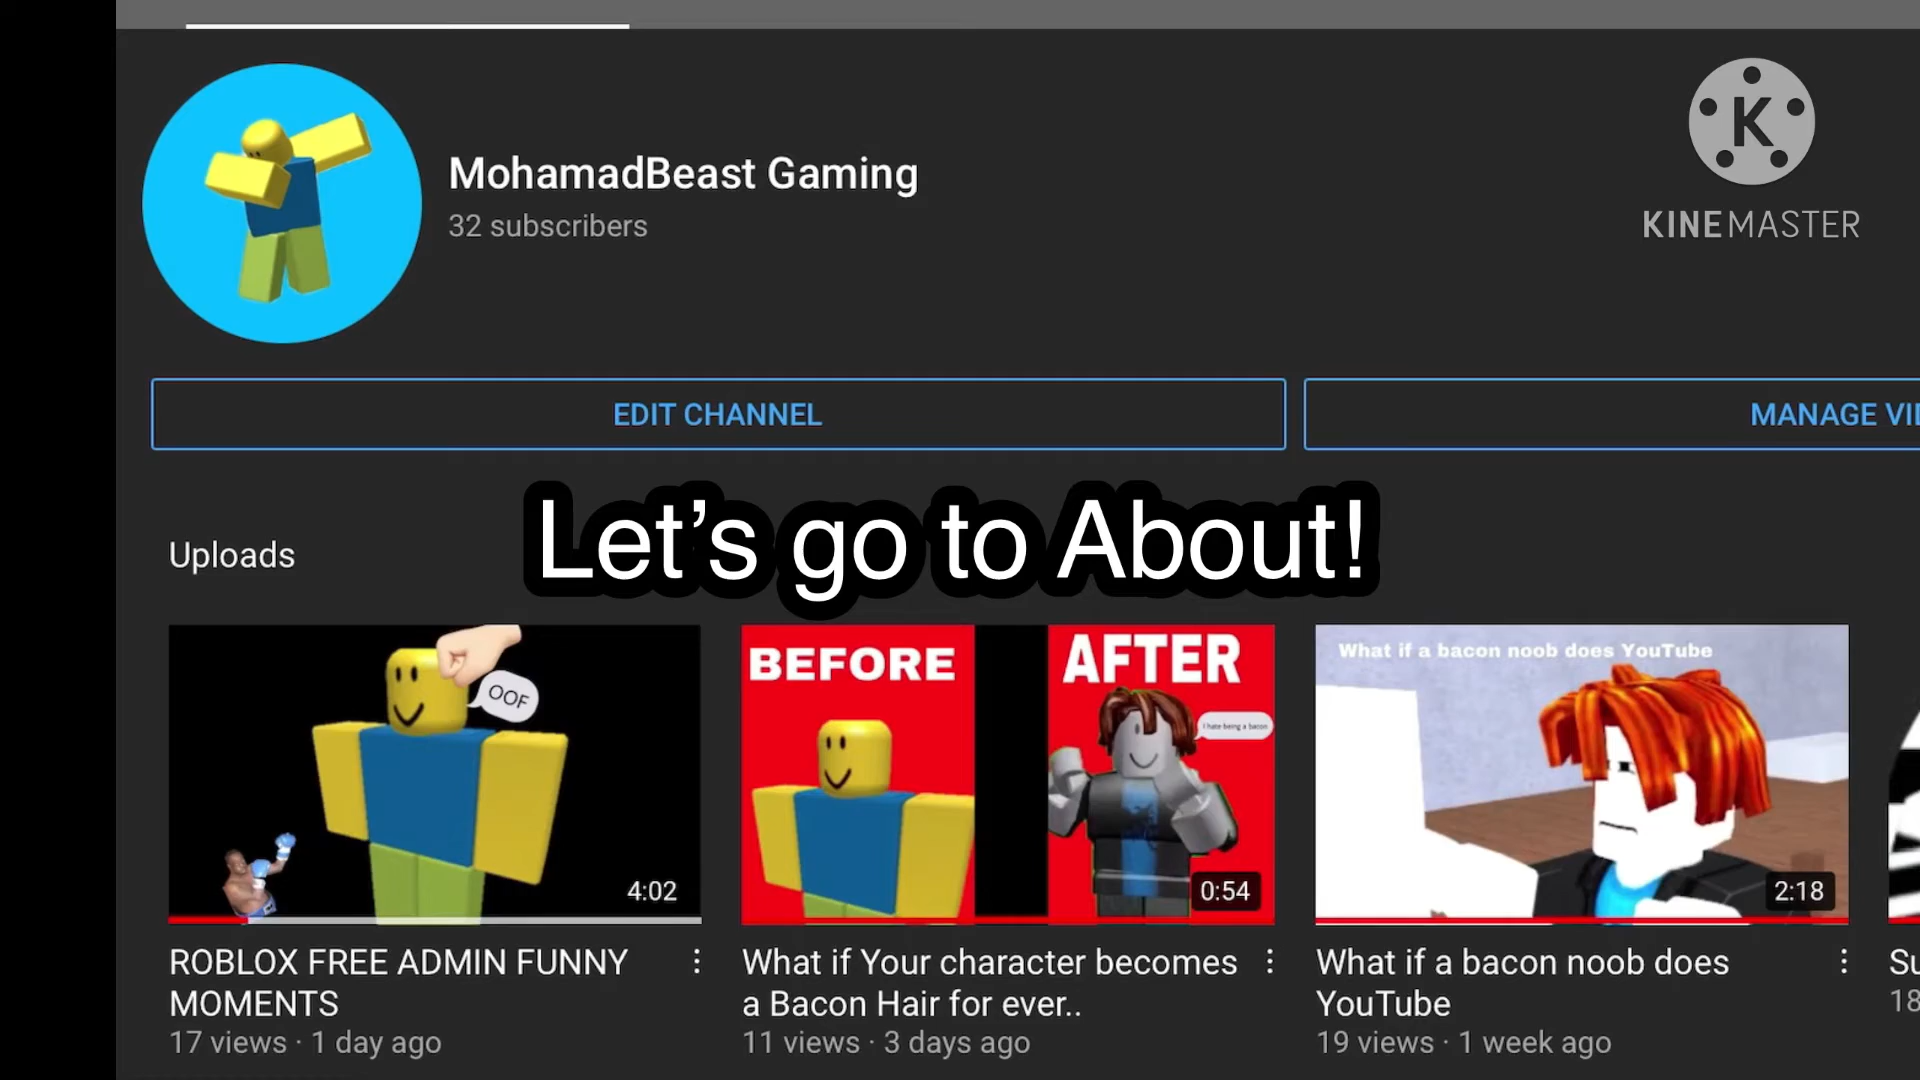 MohamadBeast Gaming
32 subscribers
K
KINEMASTER
EDIT CHANNEL
MANAGE VID
Let's go to About!
Uploads
OOF
4:02
BEFORE
AFTER
I hate being a bacon
0:54
What if a bacon noob does YouTube
2:18
ROBLOX FREE ADMIN FUNNY
MOMENTS
17 views · 1 day ago
What if Your character becomes
a Bacon Hair for ever..
11 views · 3 days ago
What if a bacon noob does
YouTube
19 views · 1 week ago
Su
18